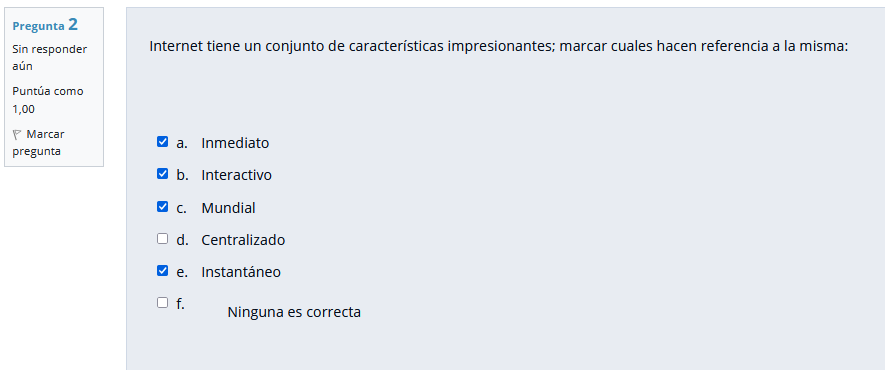 Pregunta 2
Sin responder
aún
Puntúa como
1,00
Marcar
pregunta
Internet tiene un conjunto de características impresionantes; marcar cuales hacen referencia a la misma:
a. Inmediato
b. Interactivo
c. Mundial
d. Centralizado
e. Instantáneo
f. Ninguna es correcta